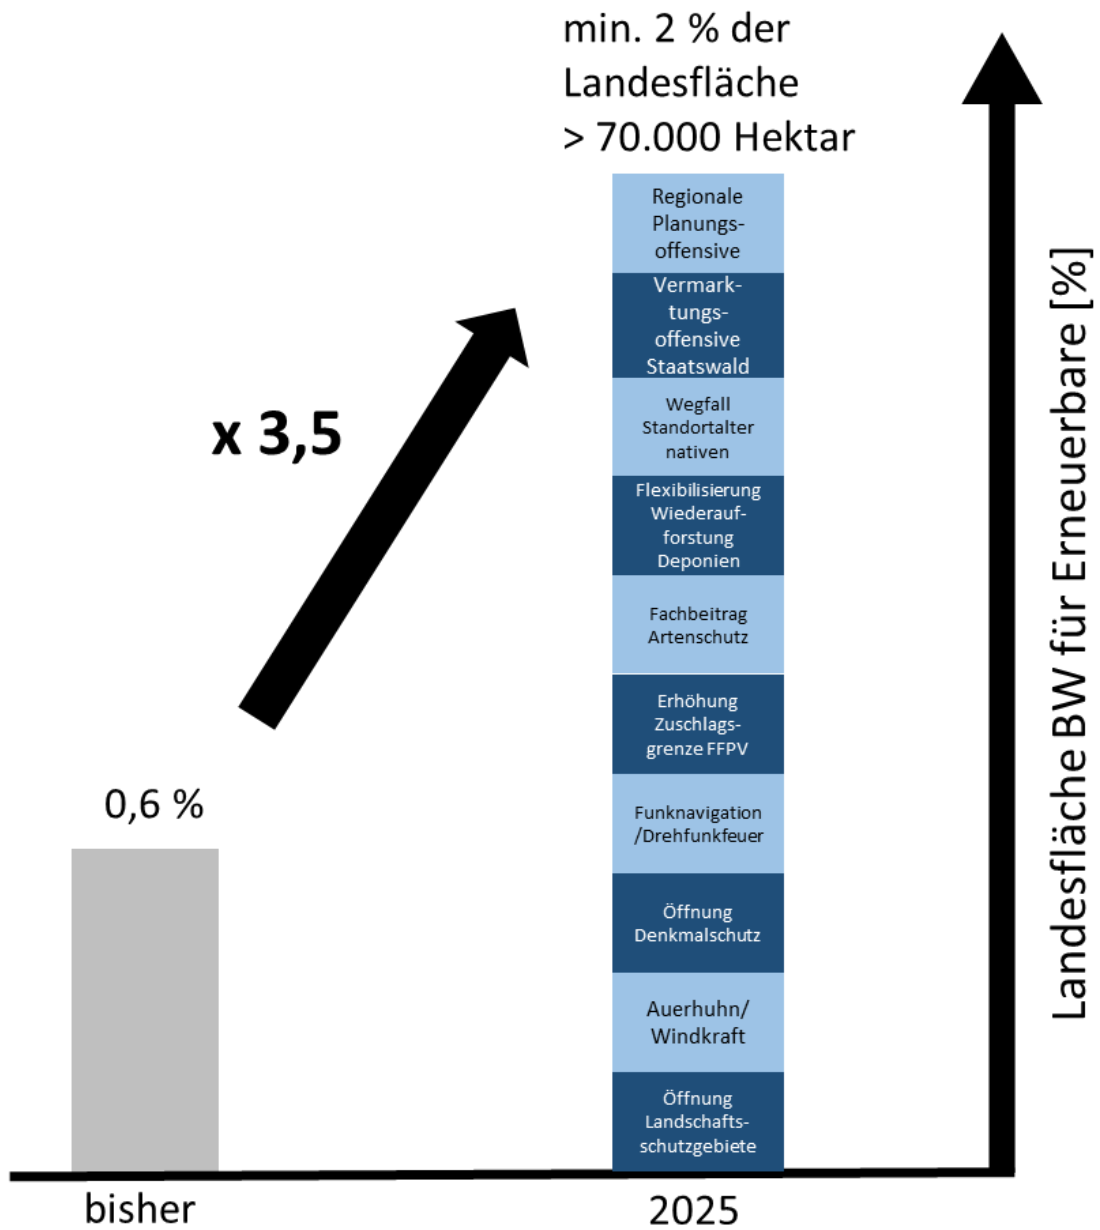 min. 2 % der
Landesfläche
> 70.000 Hektar
Regionale
Planungs-
offensive
Vermark-
tungs-
offensive
Staatswald
Wegfall
Standortalter
nativen
Flexibilisierung
Wiederauf-
forstung
Deponien
Fachbeitrag
Artenschutz
Erhöhung
Zuschlags-
grenze FFPV
Funknavigation
/Drehfunkfeuer
Öffnung
Denkmalschutz
Auerhuhn/
Windkraft
Öffnung
Landschafts-
schutzgebiete
x 3,5
0,6 %
bisher
2025
Landesfläche BW für Erneuerbare [%]